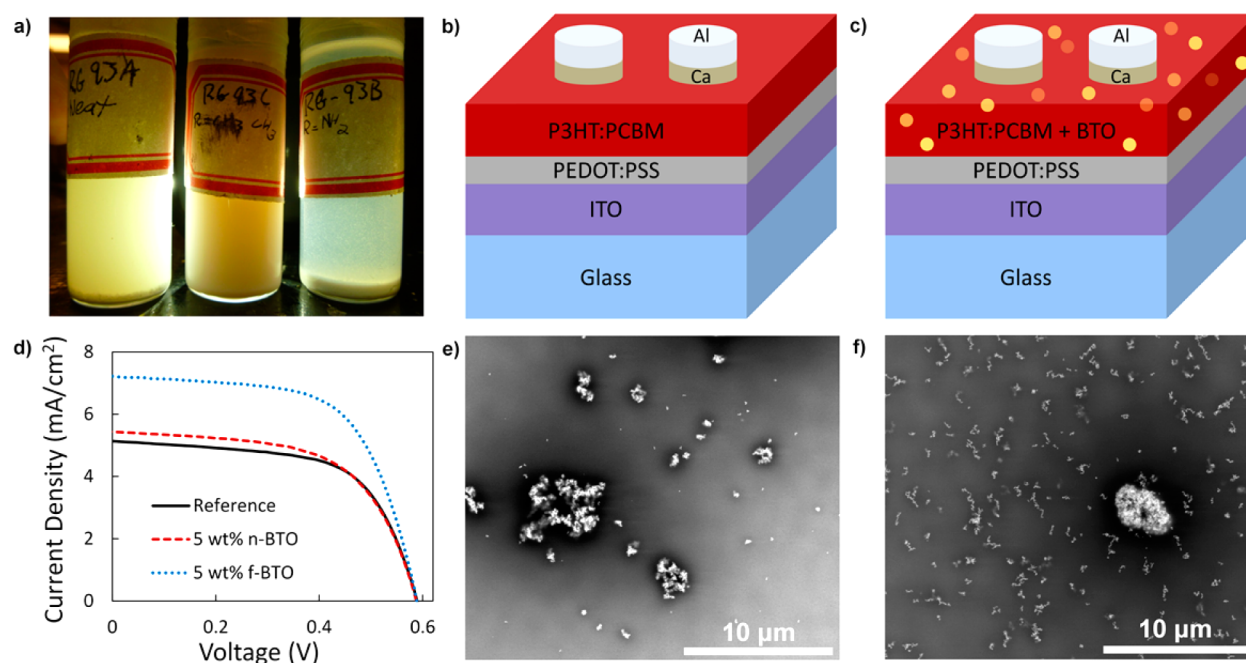 a)
RG 93A
Neat
RG 93C
RG-93B
b)
Al
Ca
P3HT:PCBM
PEDOT:PSS
ITO
Glass
c)
Al
Ca
P3HT:PCBM + BTO
PEDOT:PSS
ITO
Glass
d)
8
6
4
2
0
Current Density (mA/cm²)
Reference
5 wt% n-BTO
5 wt% f-BTO
0
0.2
0.4
0.6
Voltage (V)
e)
10 µm
f)
10 µm